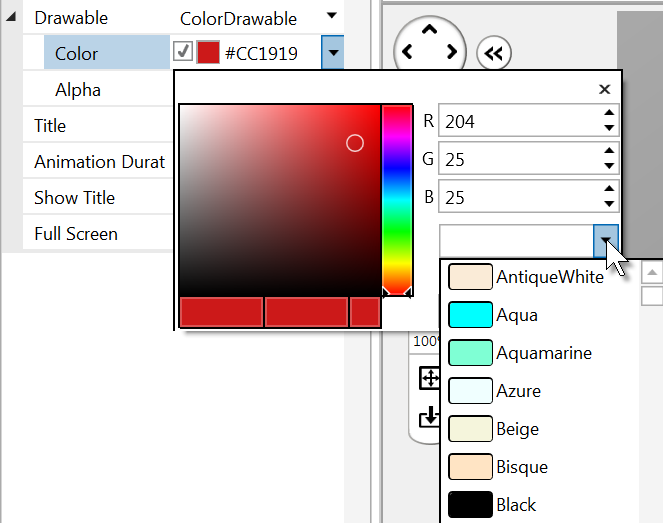 Drawable ColorDrawable
Color #CC1919
Alpha
Title
Animation Durat
Show Title
Full Screen
R 204
G 25
B 25
AntiqueWhite
Aqua
Aquamarine
Azure
Beige
Bisque
Black
100%